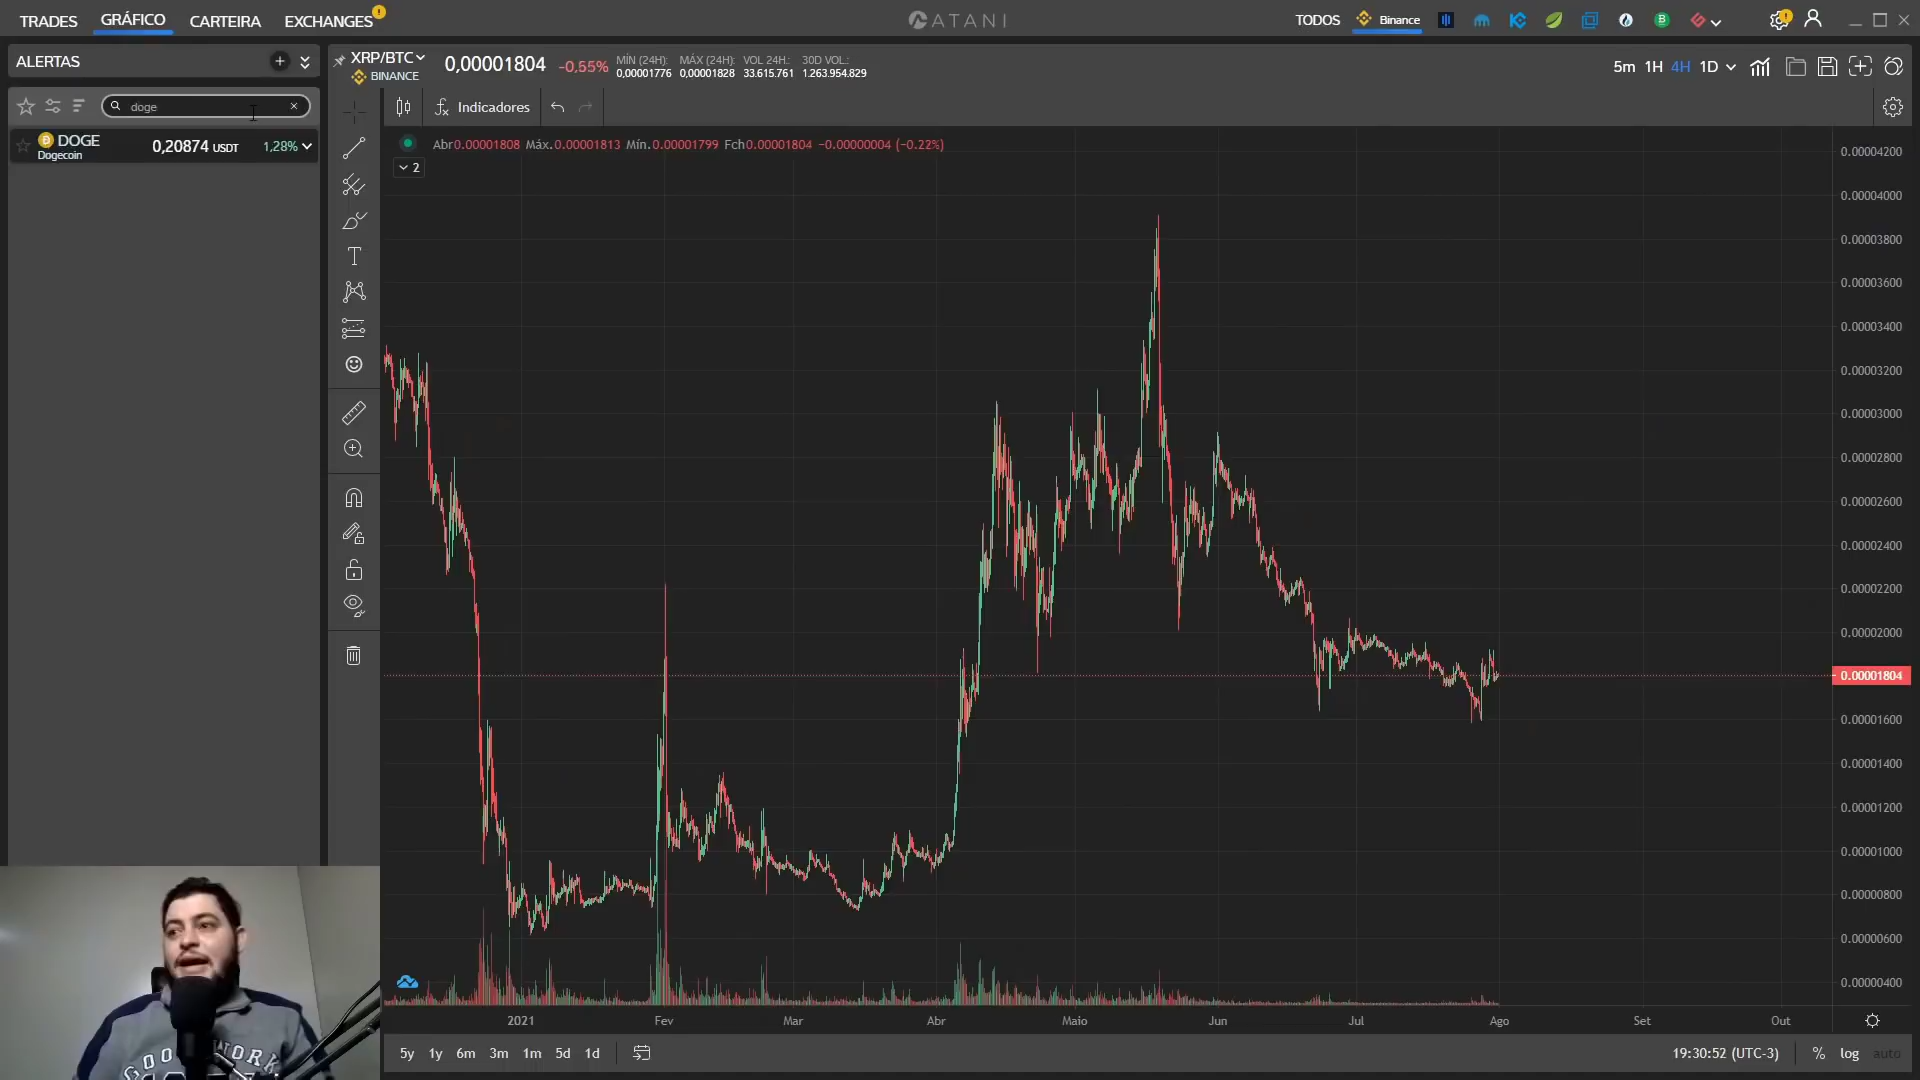 TRADES GRÁFICO CARTEIRA EXCHANGES ATANI TODOS Binance
ALERTAS
doge
DOGE 0,20874 USDT 1,28%
Dogecoin
XRP/BTC
BINANCE
0,00001804 -0,55%
MÍN (24H): MÁX (24H): VOL 24H.: 30D VOL.:
0,00001776 0,00001828 33.615.761 1.263.954.829
5m 1H 4H 1D
Indicadores
Abr0.00001808 Máx.0.00001813 Mín.0.00001799 Fch0.00001804 −0.00000004 (−0.22%)
2
0.00004200
0.00004000
0.00003800
0.00003600
0.00003400
0.00003200
0.00003000
0.00002800
0.00002600
0.00002400
0.00002200
0.00002000
0.00001804
0.00001600
0.00001400
0.00001200
0.00001000
0.00000800
0.00000600
0.00000400
2021 Fev Mar Abr Maio Jun Jul Ago Set Out
5y 1y 6m 3m 1m 5d 1d
19:30:52 (UTC-3) % log auto